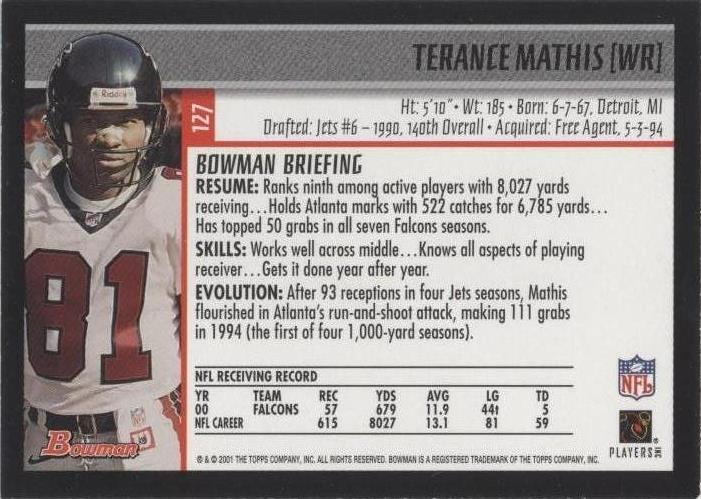 TERANCE MATHIS [WR]
Riddell
127
Ht: 5'10" • Wt: 185 • Born: 6-7-67, Detroit, MI
Drafted: Jets #6 – 1990, 140th Overall • Acquired: Free Agent, 5-3-94
BOWMAN BRIEFING
RESUME: Ranks ninth among active players with 8,027 yards
receiving...Holds Atlanta marks with 522 catches for 6,785 yards...
Has topped 50 grabs in all seven Falcons seasons.
SKILLS: Works well across middle...Knows all aspects of playing
receiver...Gets it done year after year.
EVOLUTION: After 93 receptions in four Jets seasons, Mathis
flourished in Atlanta's run-and-shoot attack, making 111 grabs
in 1994 (the first of four 1,000-yard seasons).
81
81
NFL RECEIVING RECORD
YR TEAM REC YDS AVG LG TD
00 FALCONS 57 679 11.9 44t 5
NFL CAREER 615 8027 13.1 81 59
NFL
PLAYERS INC
Bowman
® & © 2001 THE TOPPS COMPANY, INC. ALL RIGHTS RESERVED. BOWMAN IS A REGISTERED TRADEMARK OF THE TOPPS COMPANY, INC.